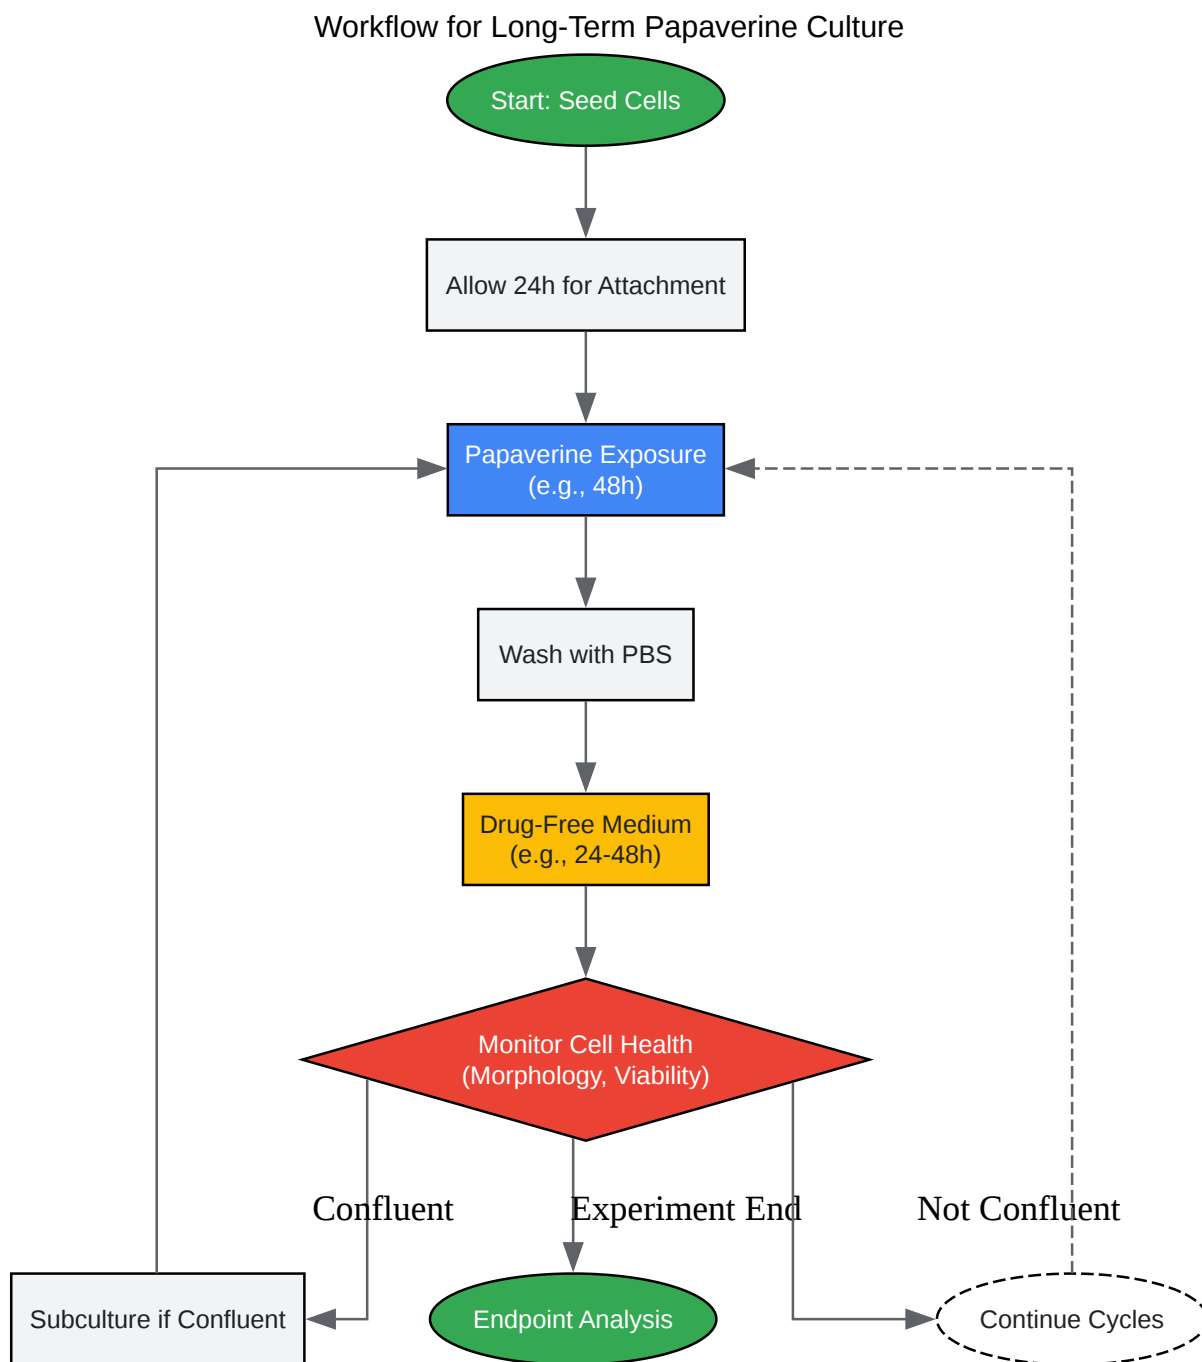 Workflow for Long-Term Papaverine Culture
Start: Seed Cells
Allow 24h for Attachment
Papaverine Exposure
(e.g., 48h)
Wash with PBS
Drug-Free Medium
(e.g., 24-48h)
Monitor Cell Health
(Morphology, Viability)
Confluent
Experiment End
Not Confluent
Subculture if Confluent
Endpoint Analysis
Continue Cycles